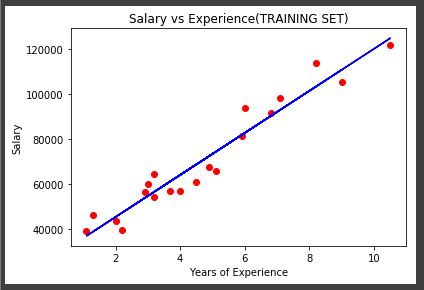 Salary vs Experience(TRAINING SET)
120000
100000
80000
60000
40000
Salary
2 4 6 8 10
Years of Experience